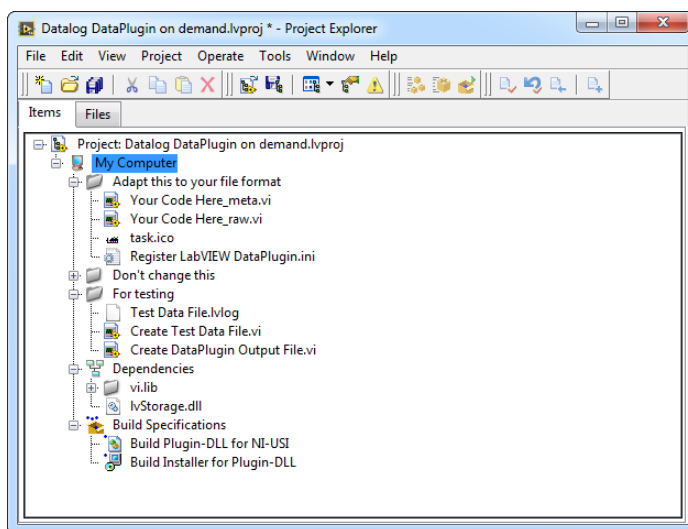 Datalog DataPlugin on demand.lvproj * - Project Explorer
File Edit View Project Operate Tools Window Help
Items Files
Project: Datalog DataPlugin on demand.lvproj
My Computer
Adapt this to your file format
Your Code Here_meta.vi
Your Code Here_raw.vi
task.ico
Register LabVIEW DataPlugin.ini
Don't change this
For testing
Test Data File.lvlog
Create Test Data File.vi
Create DataPlugin Output File.vi
Dependencies
vi.lib
lvStorage.dll
Build Specifications
Build Plugin-DLL for NI-USI
Build Installer for Plugin-DLL